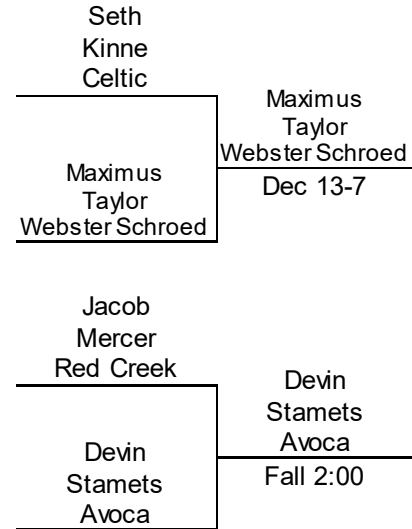 Seth
Kinne
Celtic
Maximus
Taylor
Webster Schroed
Dec 13-7
Maximus
Taylor
Webster Schroed
Jacob
Mercer
Red Creek
Devin
Stamets
Avoca
Fall 2:00
Devin
Stamets
Avoca